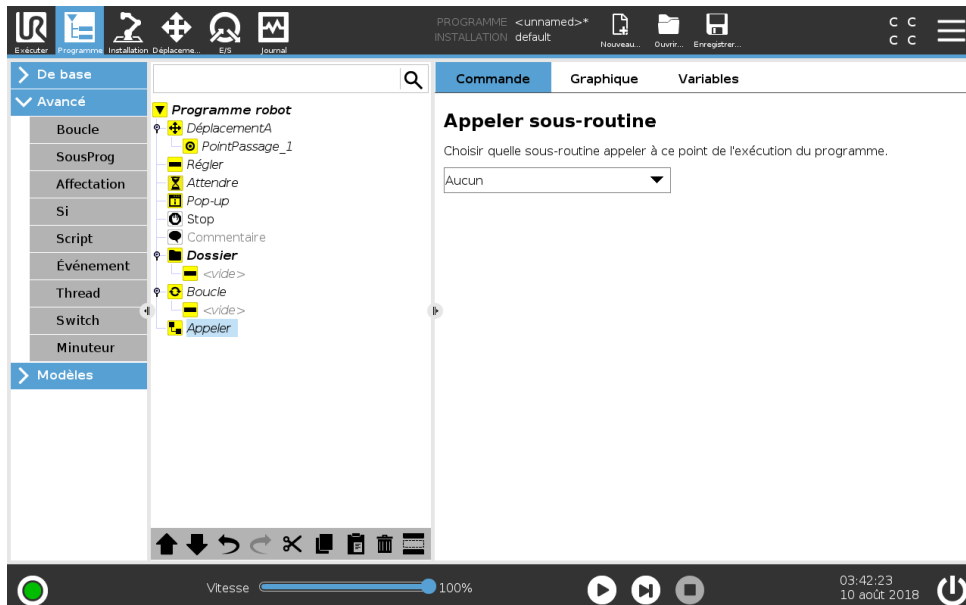 PROGRAMME <unnamed>*
INSTALLATION default
Exécuter
Programme
Installation
Déplaceme...
E/S
Journal
Nouveau...
Ouvrir...
Enregistrer...
C C
C C
De base
Avancé
Boucle
SousProg
Affectation
Si
Script
Événement
Thread
Switch
Minuteur
Modèles
Programme robot
DéplacementA
PointPassage_1
Régler
Attendre
Pop-up
Stop
Commentaire
Dossier
<vide>
Boucle
<vide>
Appeler
Commande
Graphique
Variables
Appeler sous-routine
Choisir quelle sous-routine appeler à ce point de l'exécution du programme.
Aucun
Vitesse
100%
03:42:23
10 août 2018